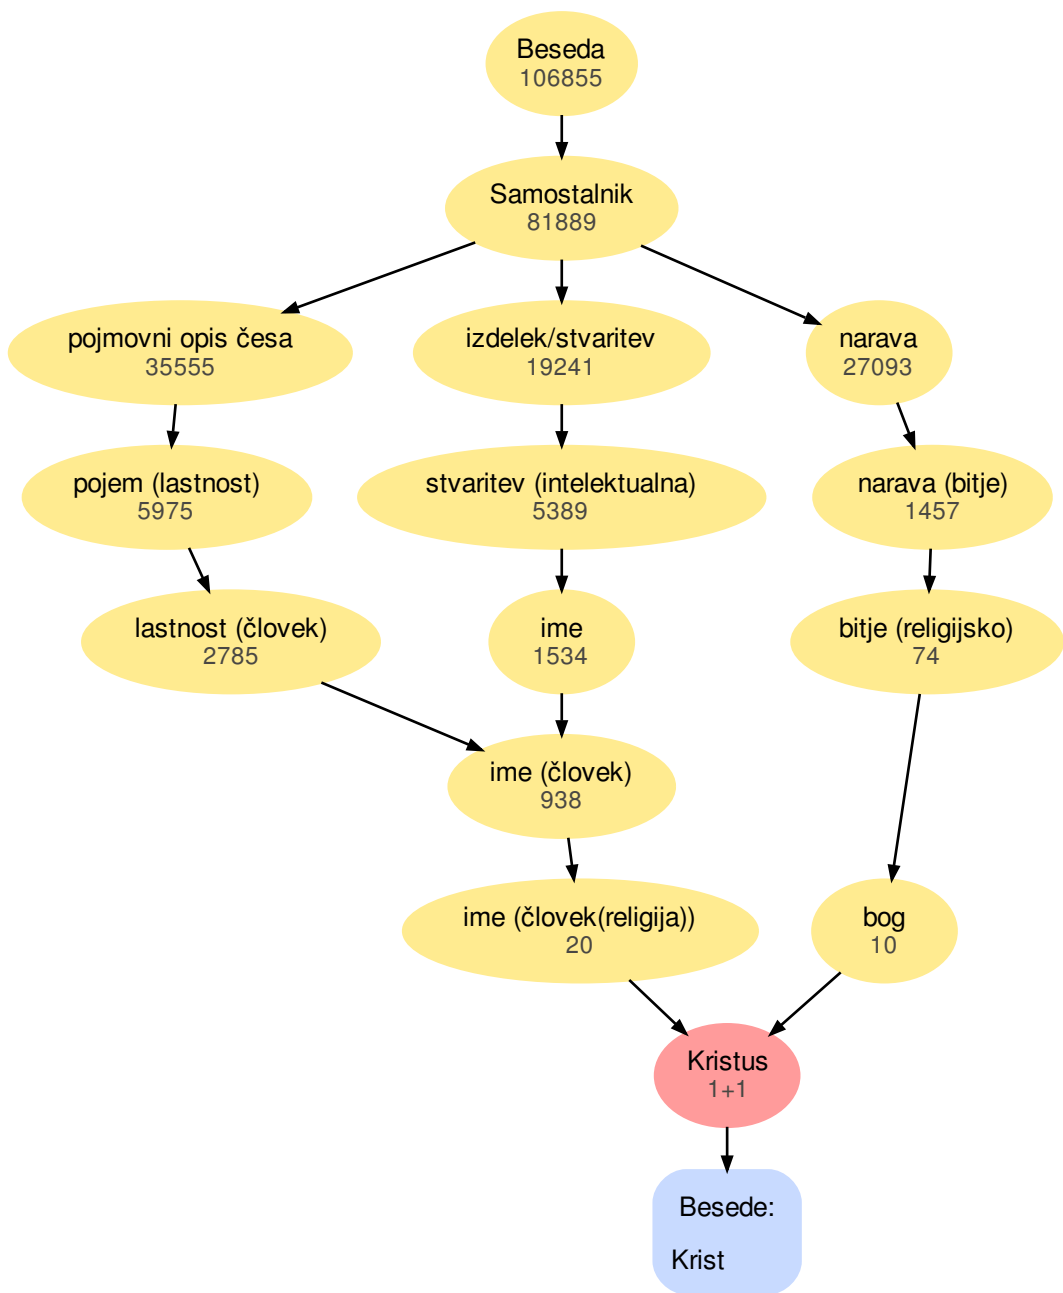 Beseda
106855
Samostalnik
81889
pojmovni opis česa
35555
izdelek/stvaritev
19241
narava
27093
pojem (lastnost)
5975
stvaritev (intelektualna)
5389
narava (bitje)
1457
lastnost (človek)
2785
ime
1534
bitje (religijsko)
74
ime (človek)
938
ime (človek(religija))
20
bog
10
Kristus
1+1
Besede:
Krist